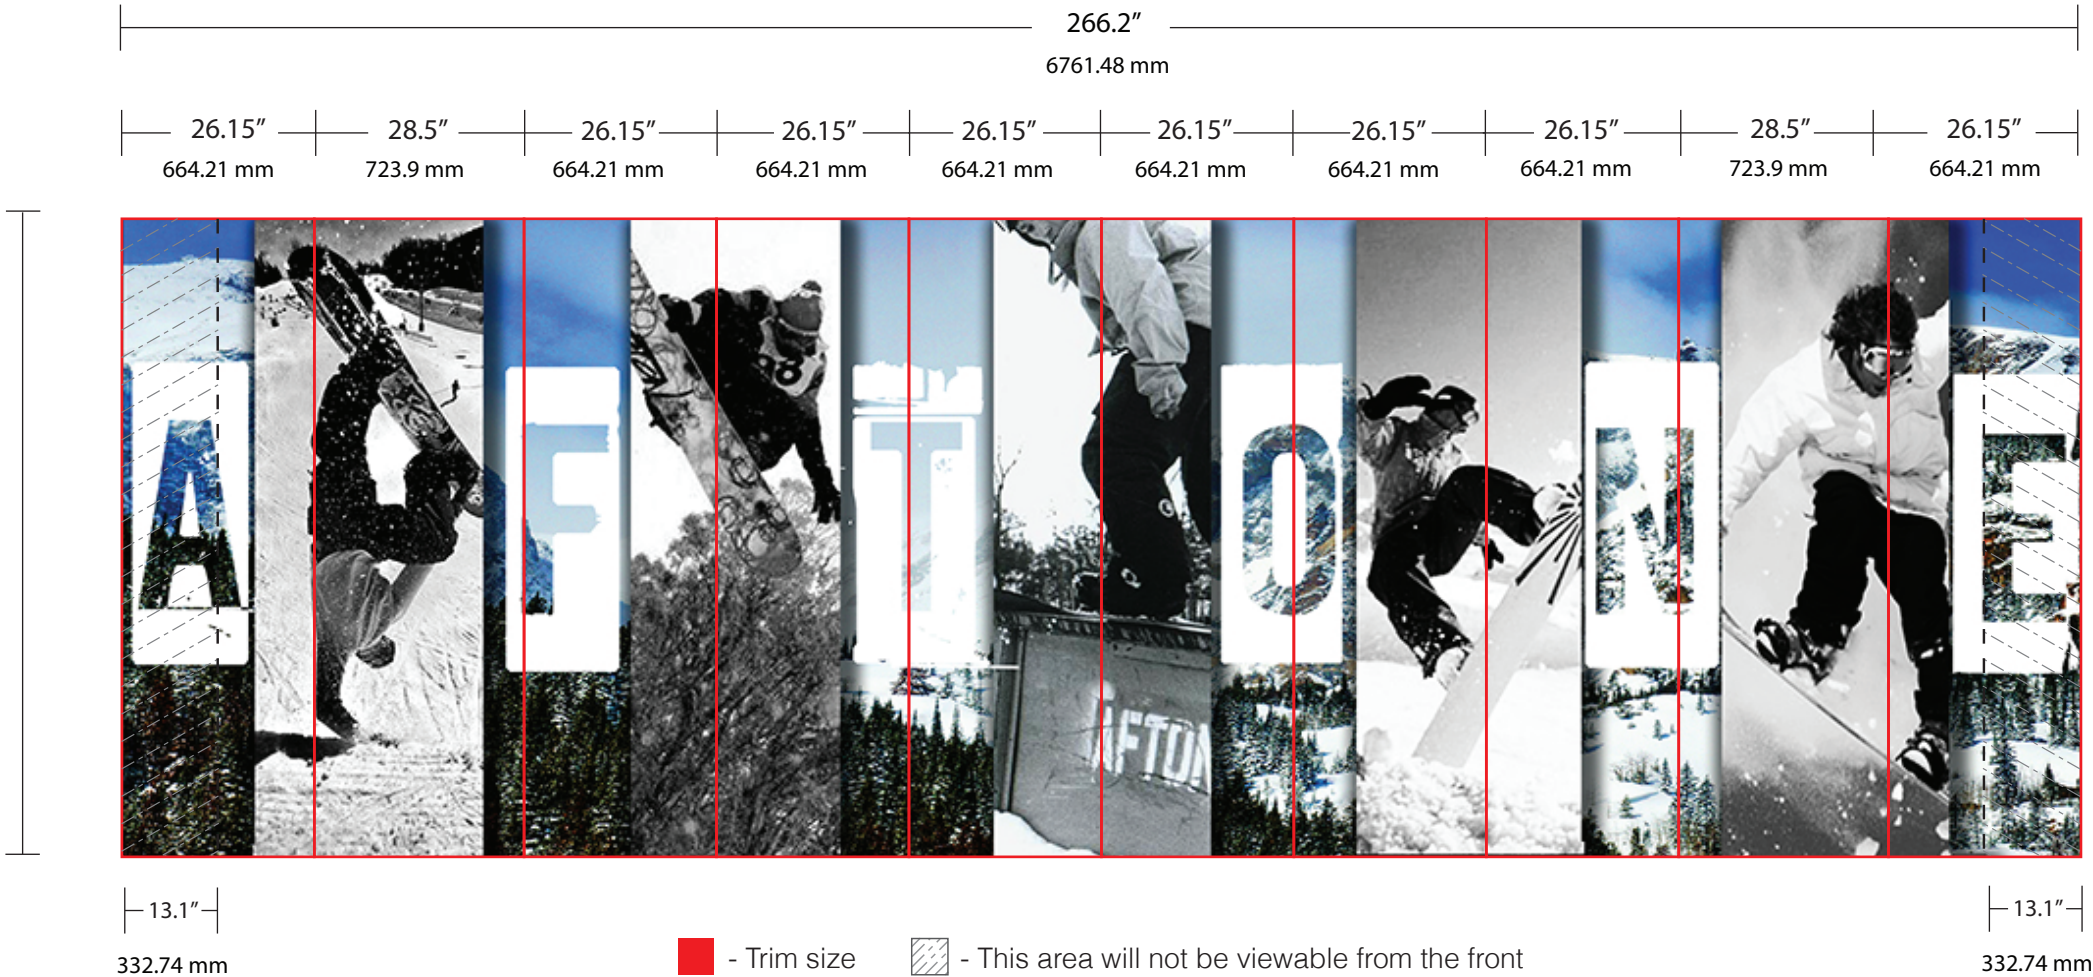 266.2”
6761.48 mm
26.15” 28.5” 26.15” 26.15” 26.15” 26.15” 26.15” 26.15” 28.5” 26.15”
664.21 mm 723.9 mm 664.21 mm 664.21 mm 664.21 mm 664.21 mm 664.21 mm 664.21 mm 723.9 mm 664.21 mm
A F T O N E
98
AFTON
13.1” 13.1”
332.74 mm 332.74 mm
- Trim size - This area will not be viewable from the front